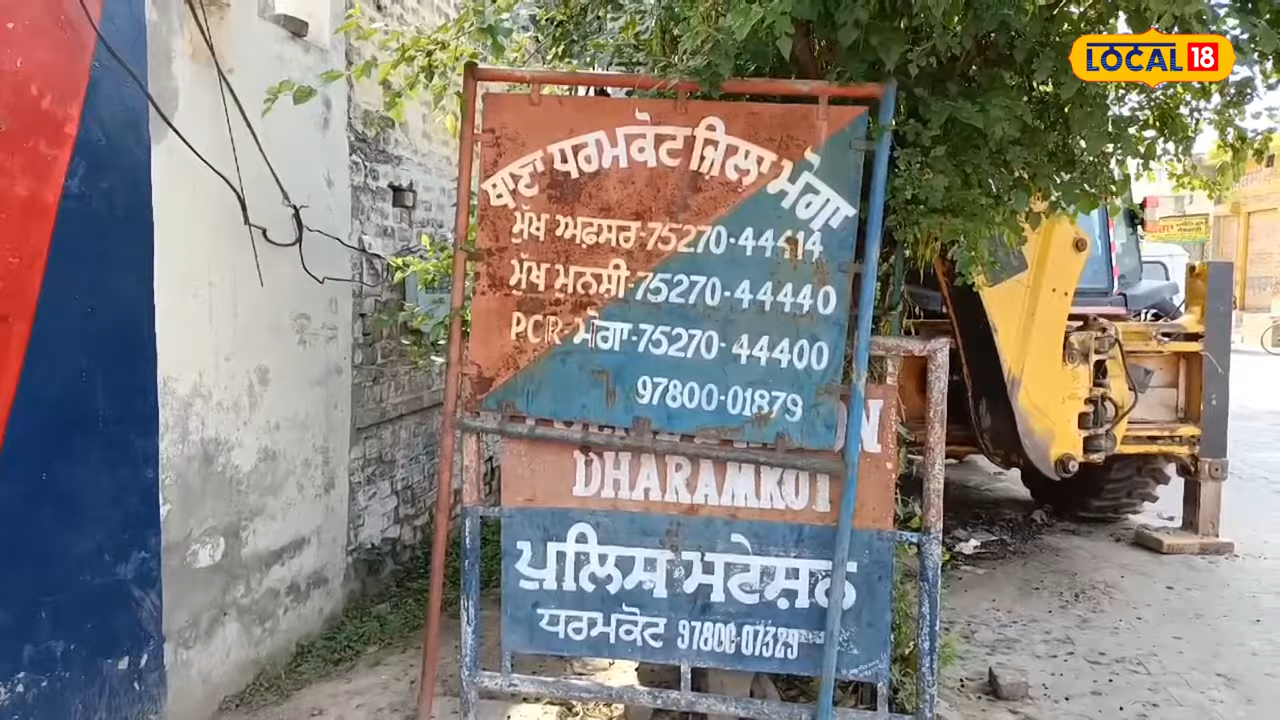 LOCAL 18
ਥਾਣਾ ਧਰਮਕੋਟ ਜ਼ਿਲਾ ਮੋਗਾ
ਮੁੱਖ ਅਫ਼ਸਰ-75270-44414
ਮੁੱਖ ਮਨਸ਼ੀ-75270-44440
PCR-ਮੋਗਾ-75270-44400
97800-01879
DHARAMKOT
ਪੁਲਿਸ ਸਟੇਸ਼ਨ
ਧਰਮਕੋਟ 97800-07329